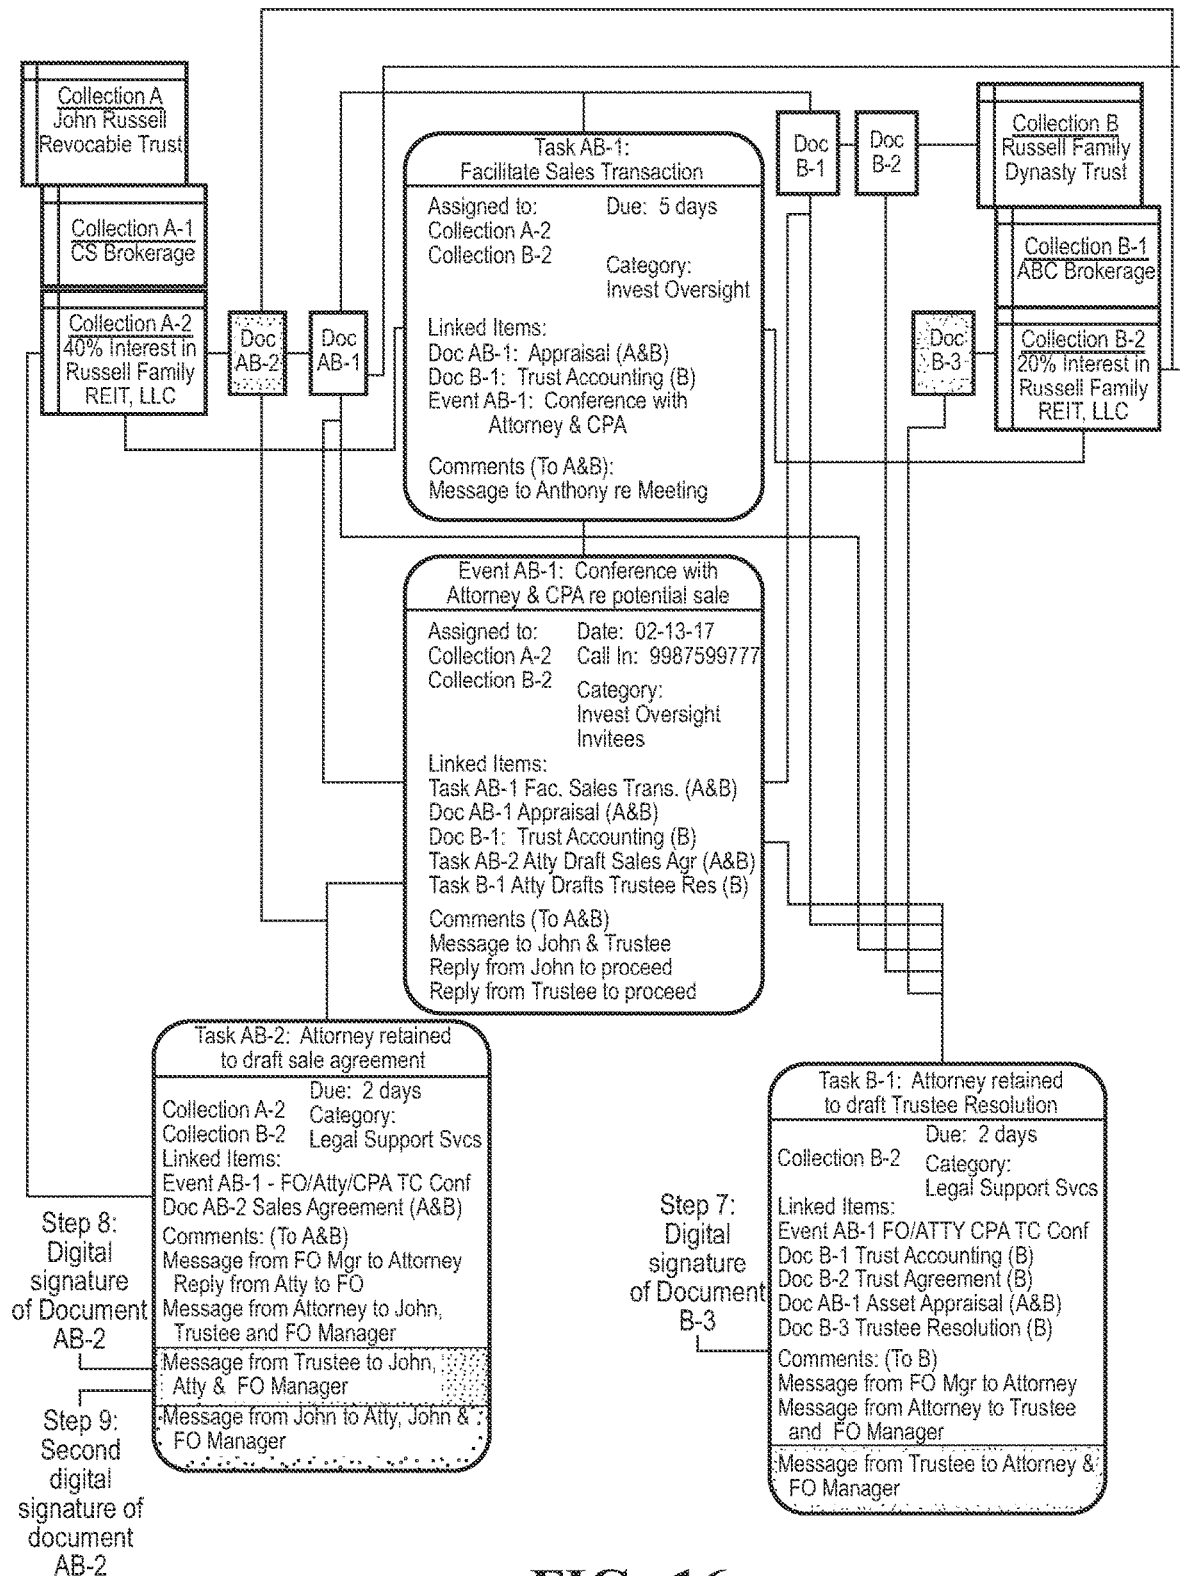 Collection A
John Russell
Revocable Trust
Collection A-1
CS Brokerage
Collection A-2
40% Interest in
Russell Family
REIT, LLC
Doc
AB-2
Doc
AB-1
Task AB-1:
Facilitate Sales Transaction
Assigned to:
Collection A-2
Collection B-2
Due: 5 days
Category:
Invest Oversight
Linked Items:
Doc AB-1: Appraisal (A&B)
Doc B-1: Trust Accounting (B)
Event AB-1: Conference with
Attorney & CPA
Comments (To A&B):
Message to Anthony re Meeting
Doc
B-1
Doc
B-2
Collection B
Russell Family
Dynasty Trust
Collection B-1
ABC Brokerage
Doc
B-3
Collection B-2
20% Interest in
Russell Family
REIT, LLC
Event AB-1: Conference with
Attorney & CPA re potential sale
Assigned to:
Collection A-2
Collection B-2
Date: 02-13-17
Call In: 9987599777
Category:
Invest Oversight
Invitees
Linked Items:
Task AB-1 Fac. Sales Trans. (A&B)
Doc AB-1 Appraisal (A&B)
Doc B-1: Trust Accounting (B)
Task AB-2 Atty Draft Sales Agr (A&B)
Task B-1 Atty Drafts Trustee Res (B)
Comments (To A&B)
Message to John & Trustee
Reply from John to proceed
Reply from Trustee to proceed
Task AB-2: Attorney retained
to draft sale agreement
Due: 2 days
Collection A-2
Collection B-2
Category:
Legal Support Svcs
Linked Items:
Event AB-1 - FO/Atty/CPA TC Conf
Doc AB-2 Sales Agreement (A&B)
Comments: (To A&B)
Message from FO Mgr to Attorney
Reply from Atty to FO
Message from Attorney to John,
Trustee and FO Manager
Message from Trustee to John,
Atty & FO Manager
Message from John to Atty, John &
FO Manager
Step 8:
Digital
signature
of Document
AB-2
Step 9:
Second
digital
signature of
document
AB-2
Step 7:
Digital
signature
of Document
B-3
Task B-1: Attorney retained
to draft Trustee Resolution
Due: 2 days
Collection B-2
Category:
Legal Support Svcs
Linked Items:
Event AB-1 FO/ATTY CPA TC Conf
Doc B-1 Trust Accounting (B)
Doc B-2 Trust Agreement (B)
Doc AB-1 Asset Appraisal (A&B)
Doc B-3 Trustee Resolution (B)
Comments: (To B)
Message from FO Mgr to Attorney
Message from Attorney to Trustee
and FO Manager
Message from Trustee to Attorney &
FO Manager
FIG. 16